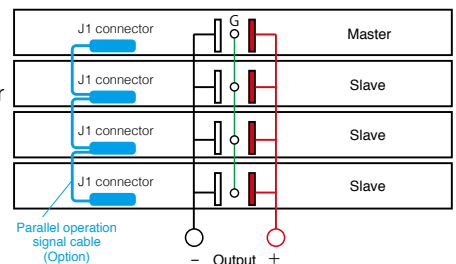 J1 connector
G
Master
J1 connector
Slave
r
J1 connector
Slave
J1 connector
Slave
Parallel operation
signal cable
(Option)
− Output +